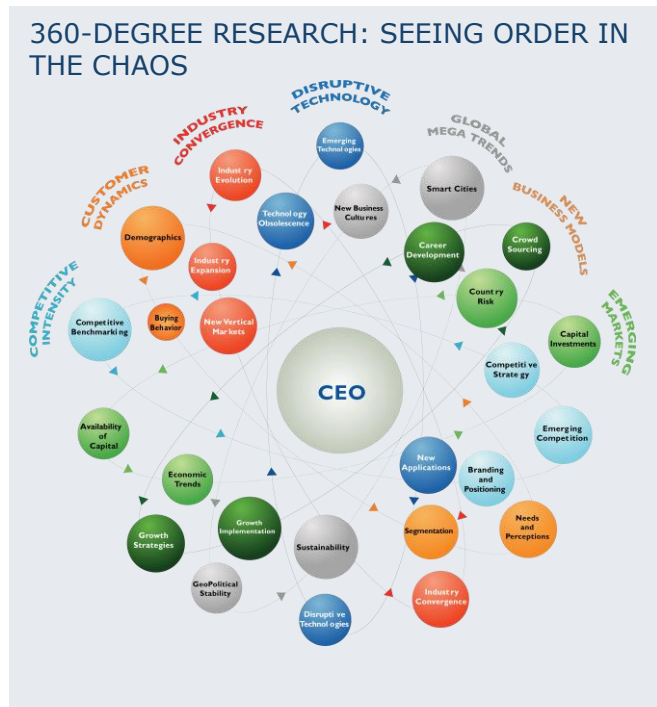 360-DEGREE RESEARCH: SEEING ORDER IN
THE CHAOS
DISRUPTIVE
TECHNOLOGY
INDUSTRY
CONVERGENCE
GLOBAL
MEGA TRENDS
CUSTOMER
DYNAMICS
NEW
BUSINESS MODELS
COMPETITIVE
INTENSITY
EMERGING
MARKETS
Emerging
Technologies
Industry
Evolution
Smart Cities
Technology
Obsolescence
New Business
Cultures
Demographics
Career
Development
Crowd
Sourcing
Industry
Expansion
Country
Risk
Competitive
Benchmarking
Buying
Behavior
New Vertical
Markets
Capital
Investments
Competitive
Strategy
CEO
Availability
of
Capital
Emerging
Competition
Economic
Trends
New
Applications
Branding
and
Positioning
Growth
Strategies
Growth
Implementation
Sustainability
Segmentation
Needs
and
Perceptions
GeoPolitical
Stability
Industry
Convergence
Disruptive
Technologies